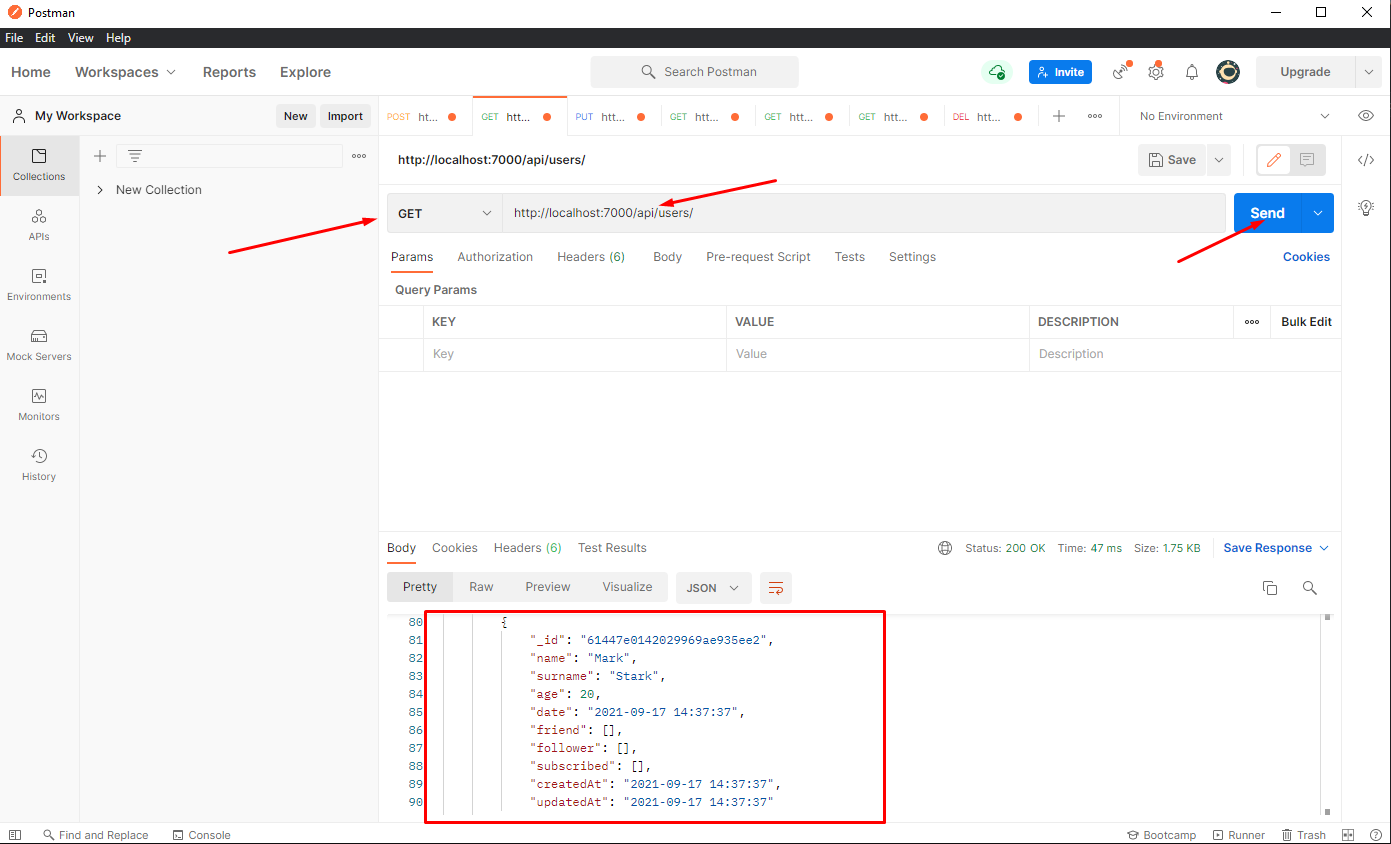 Postman
File Edit View Help
Home Workspaces Reports Explore Search Postman Invite Upgrade
My Workspace New Import
POST htt... GET htt... PUT htt... GET htt... GET htt... GET htt... DEL htt... No Environment
http://localhost:7000/api/users/ Save
Collections
New Collection
GET http://localhost:7000/api/users/ Send
APIs
Params Authorization Headers (6) Body Pre-request Script Tests Settings Cookies
Query Params
Environments
KEY VALUE DESCRIPTION Bulk Edit
Key Value Description
Mock Servers
Monitors
History
Body Cookies Headers (6) Test Results Status: 200 OK Time: 47 ms Size: 1.75 KB Save Response
Pretty Raw Preview Visualize JSON
80 {
81 "_id": "61447e0142029969ae935ee2",
82 "name": "Mark",
83 "surname": "Stark",
84 "age": 20,
85 "date": "2021-09-17 14:37:37",
86 "friend": [],
87 "follower": [],
88 "subscribed": [],
89 "createdAt": "2021-09-17 14:37:37",
90 "updatedAt": "2021-09-17 14:37:37"
Find and Replace Console Bootcamp Runner Trash